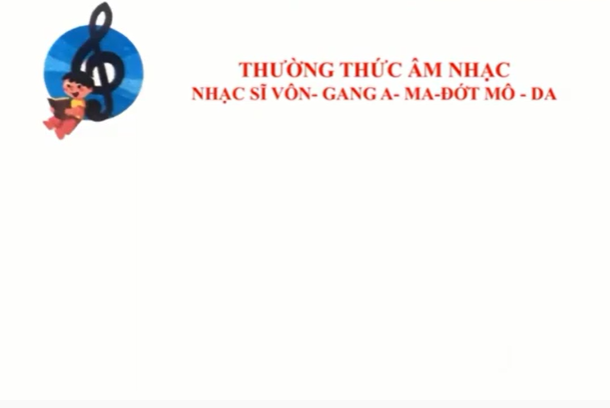 THƯỜNG THỨC ÂM NHẠC
NHẠC SĨ VÔN- GANG A- MA-ĐỚT MÔ - DA